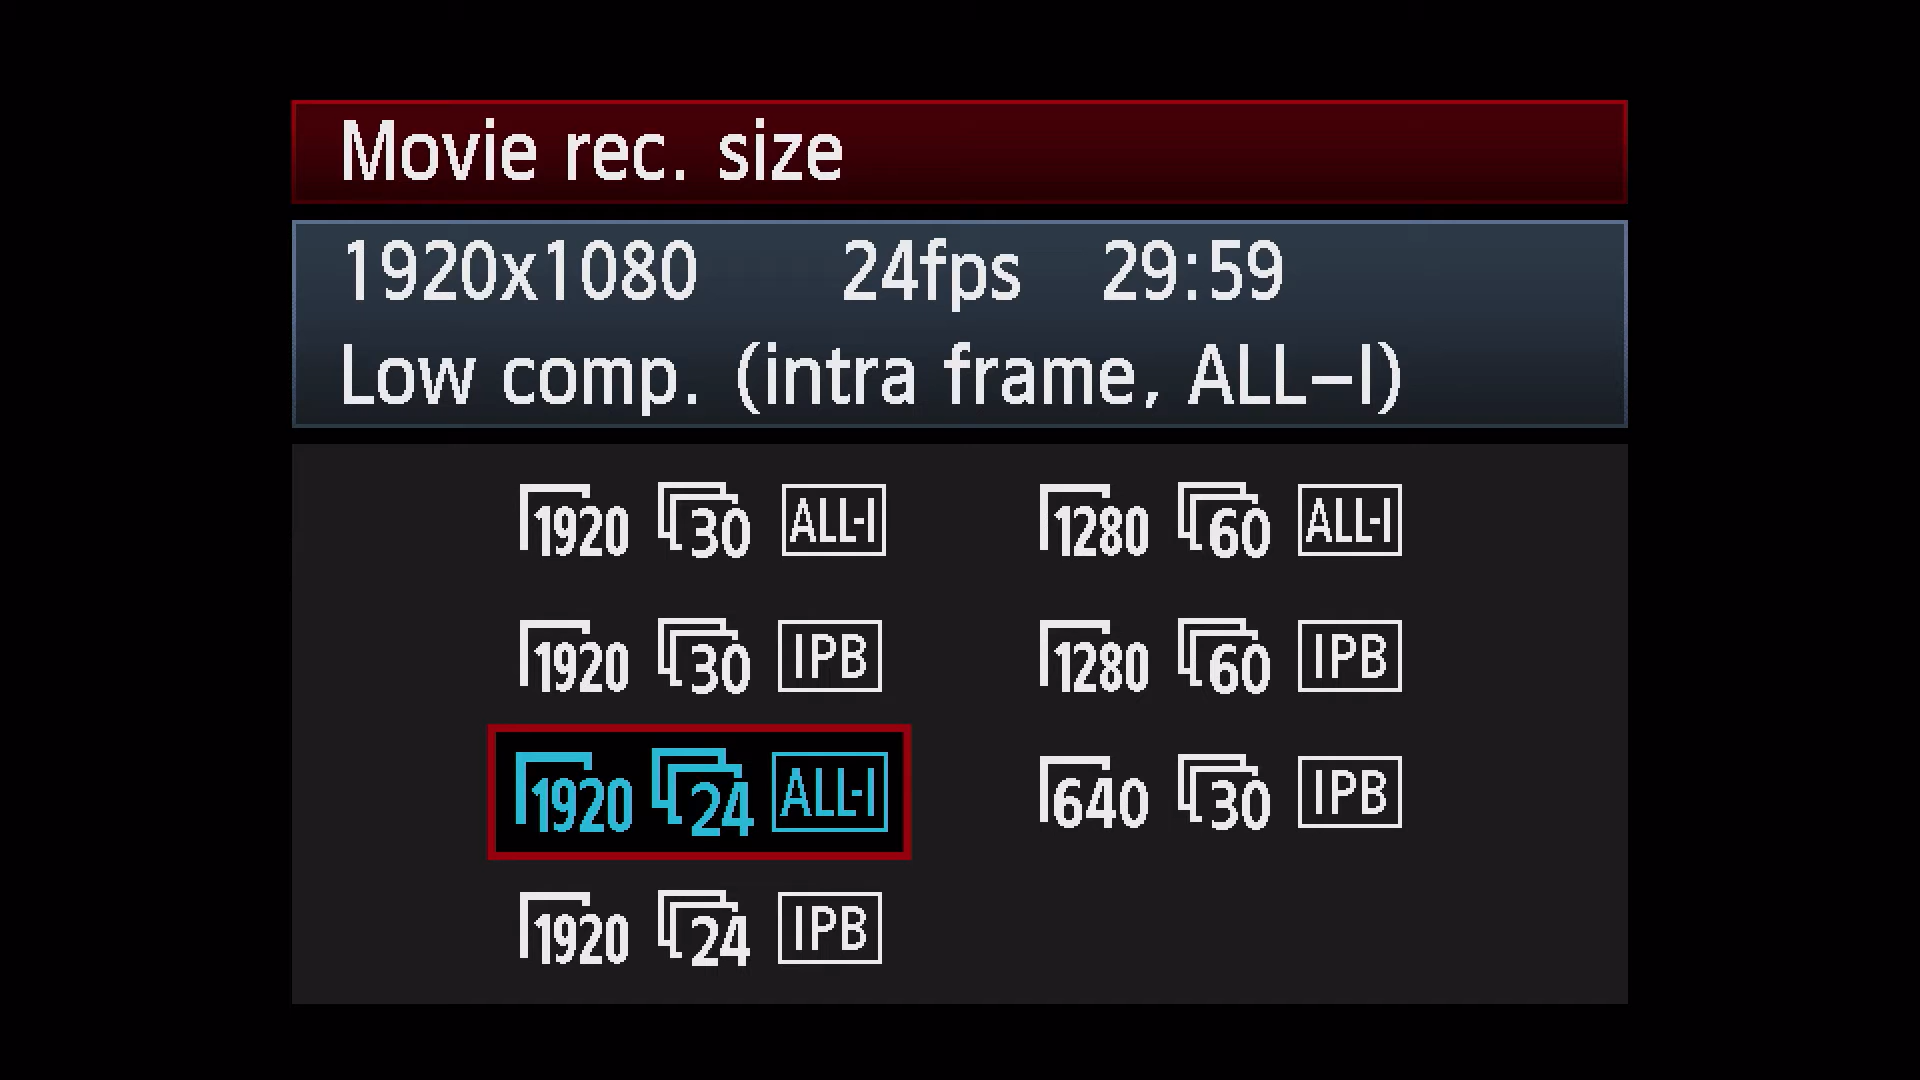 Movie rec. size
1920x1080 24fps 29:59
Low comp. (intra frame, ALL-I)
1920 30 ALL-I 1280 60 ALL-I
1920 30 IPB 1280 60 IPB
1920 24 ALL-I 640 30 IPB
1920 24 IPB